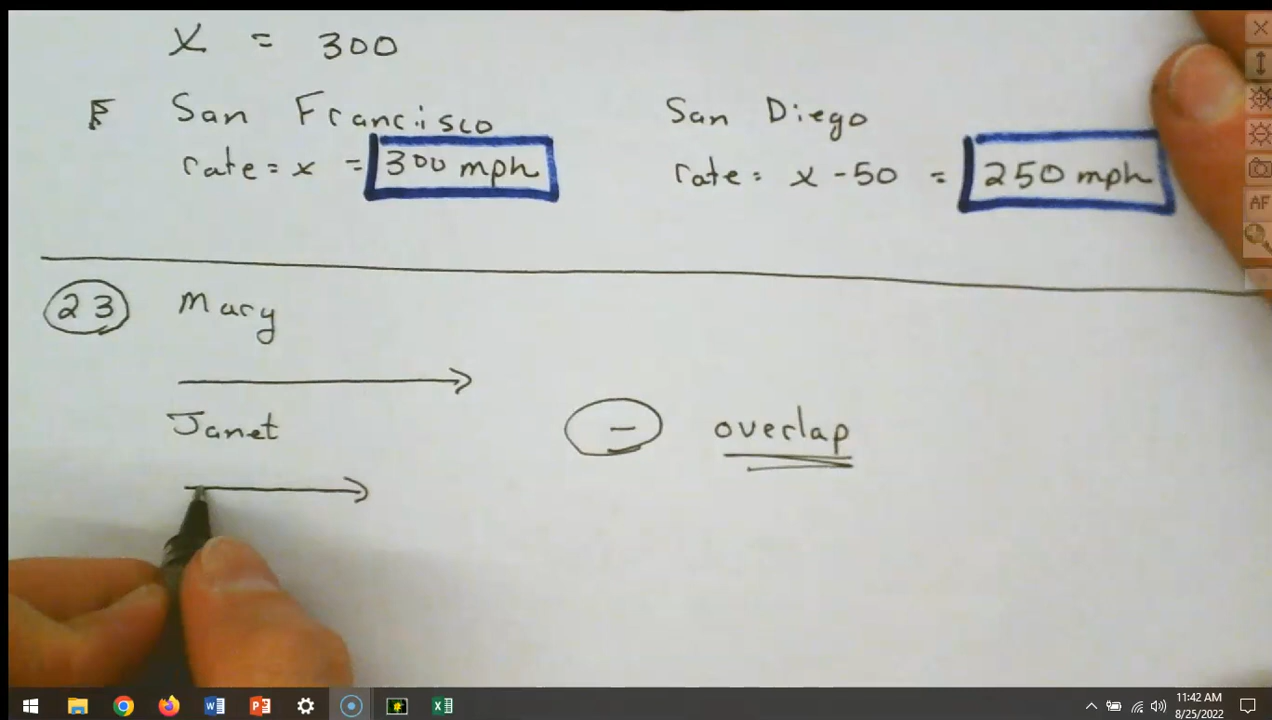 x = 300
San Francisco
rate = x = 300 mph
San Diego
rate = x - 50 = 250 mph
23 Mary
Janet
- overlap
AF
11:42 AM
8/25/2022